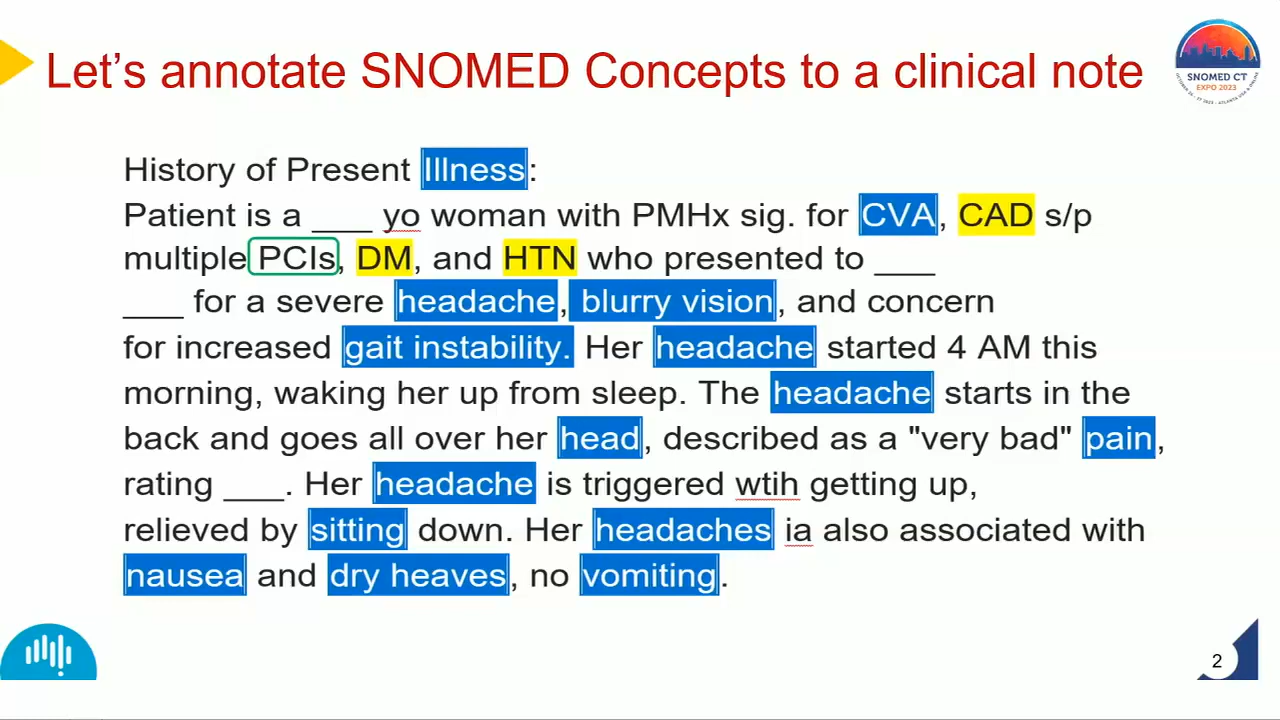 Let’s annotate SNOMED Concepts to a clinical note
SNOMED CT
EXPO 2023
History of Present Illness:
Patient is a ___ yo woman with PMHx sig. for CVA, CAD s/p
multiple PCIs, DM, and HTN who presented to ___
___ for a severe headache, blurry vision, and concern
for increased gait instability. Her headache started 4 AM this
morning, waking her up from sleep. The headache starts in the
back and goes all over her head, described as a "very bad" pain,
rating ___. Her headache is triggered wtih getting up,
relieved by sitting down. Her headaches ia also associated with
nausea and dry heaves, no vomiting.
2